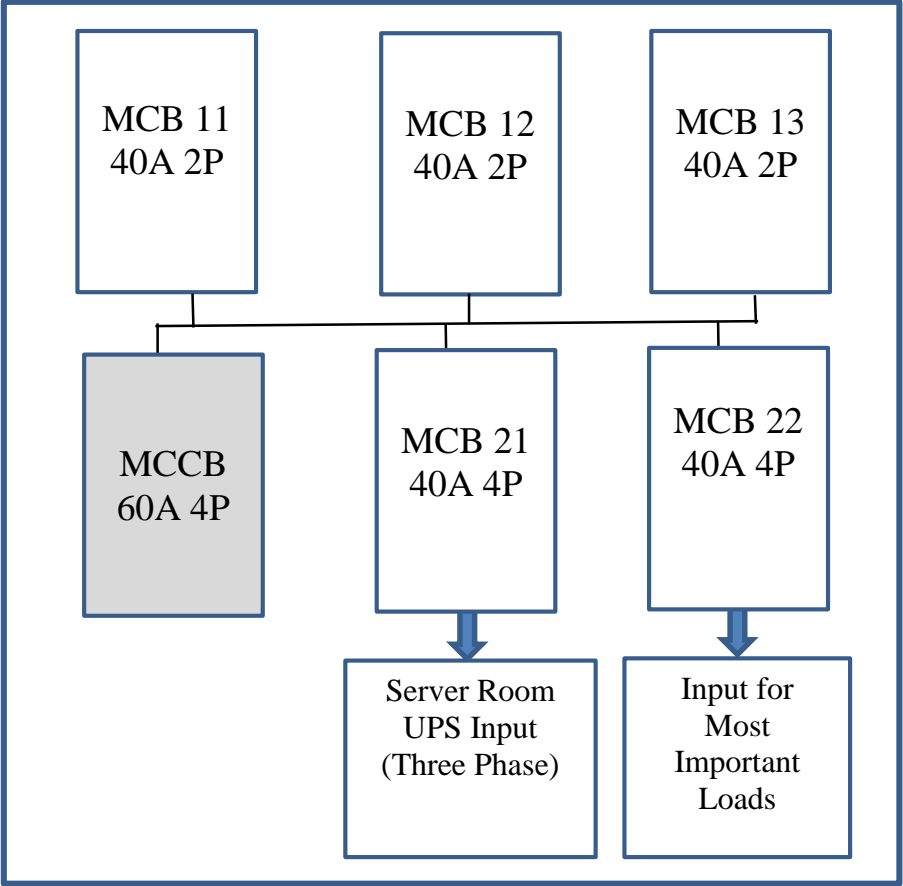 MCB 11
40A 2P
MCB 12
40A 2P
MCB 13
40A 2P
MCCB
60A 4P
MCB 21
40A 4P
MCB 22
40A 4P
Server Room
UPS Input
(Three Phase)
Input for
Most
Important
Loads